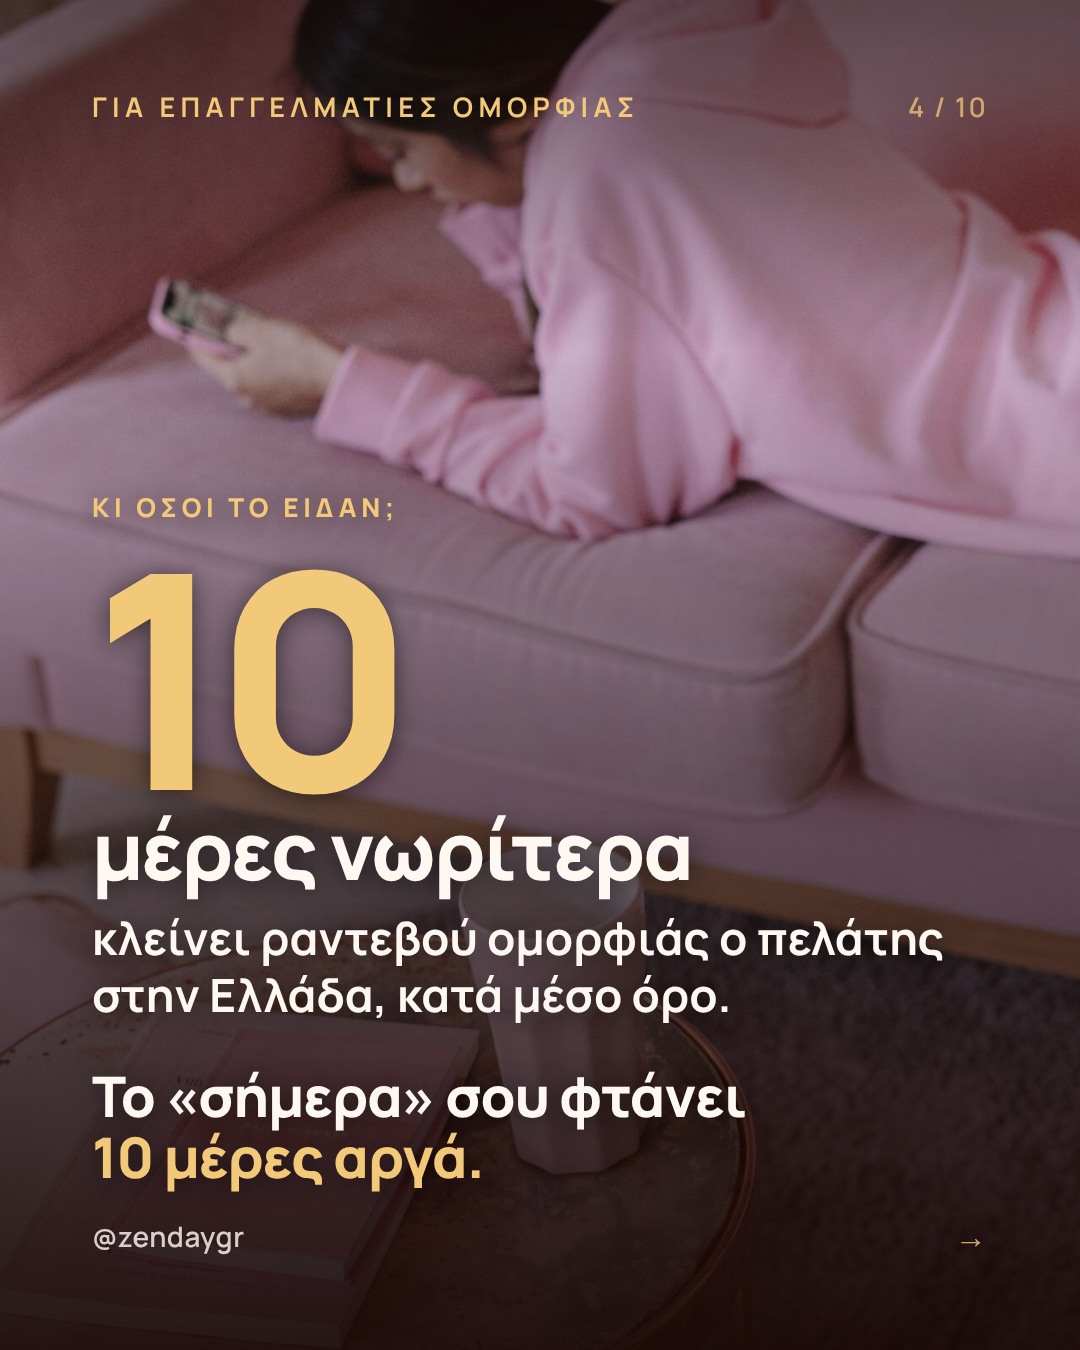 ΓΙΑ ΕΠΑΓΓΕΛΜΑΤΙΕΣ ΟΜΟΡΦΙΑΣ
4 / 10
ΚΙ ΟΣΟΙ ΤΟ ΕΙΔΑΝ;
10
μέρες νωρίτερα
κλείνει ραντεβού ομορφιάς ο πελάτης
στην Ελλάδα, κατά μέσο όρο.
Το «σήμερα» σου φτάνει
10 μέρες αργά.
@zendaygr
→